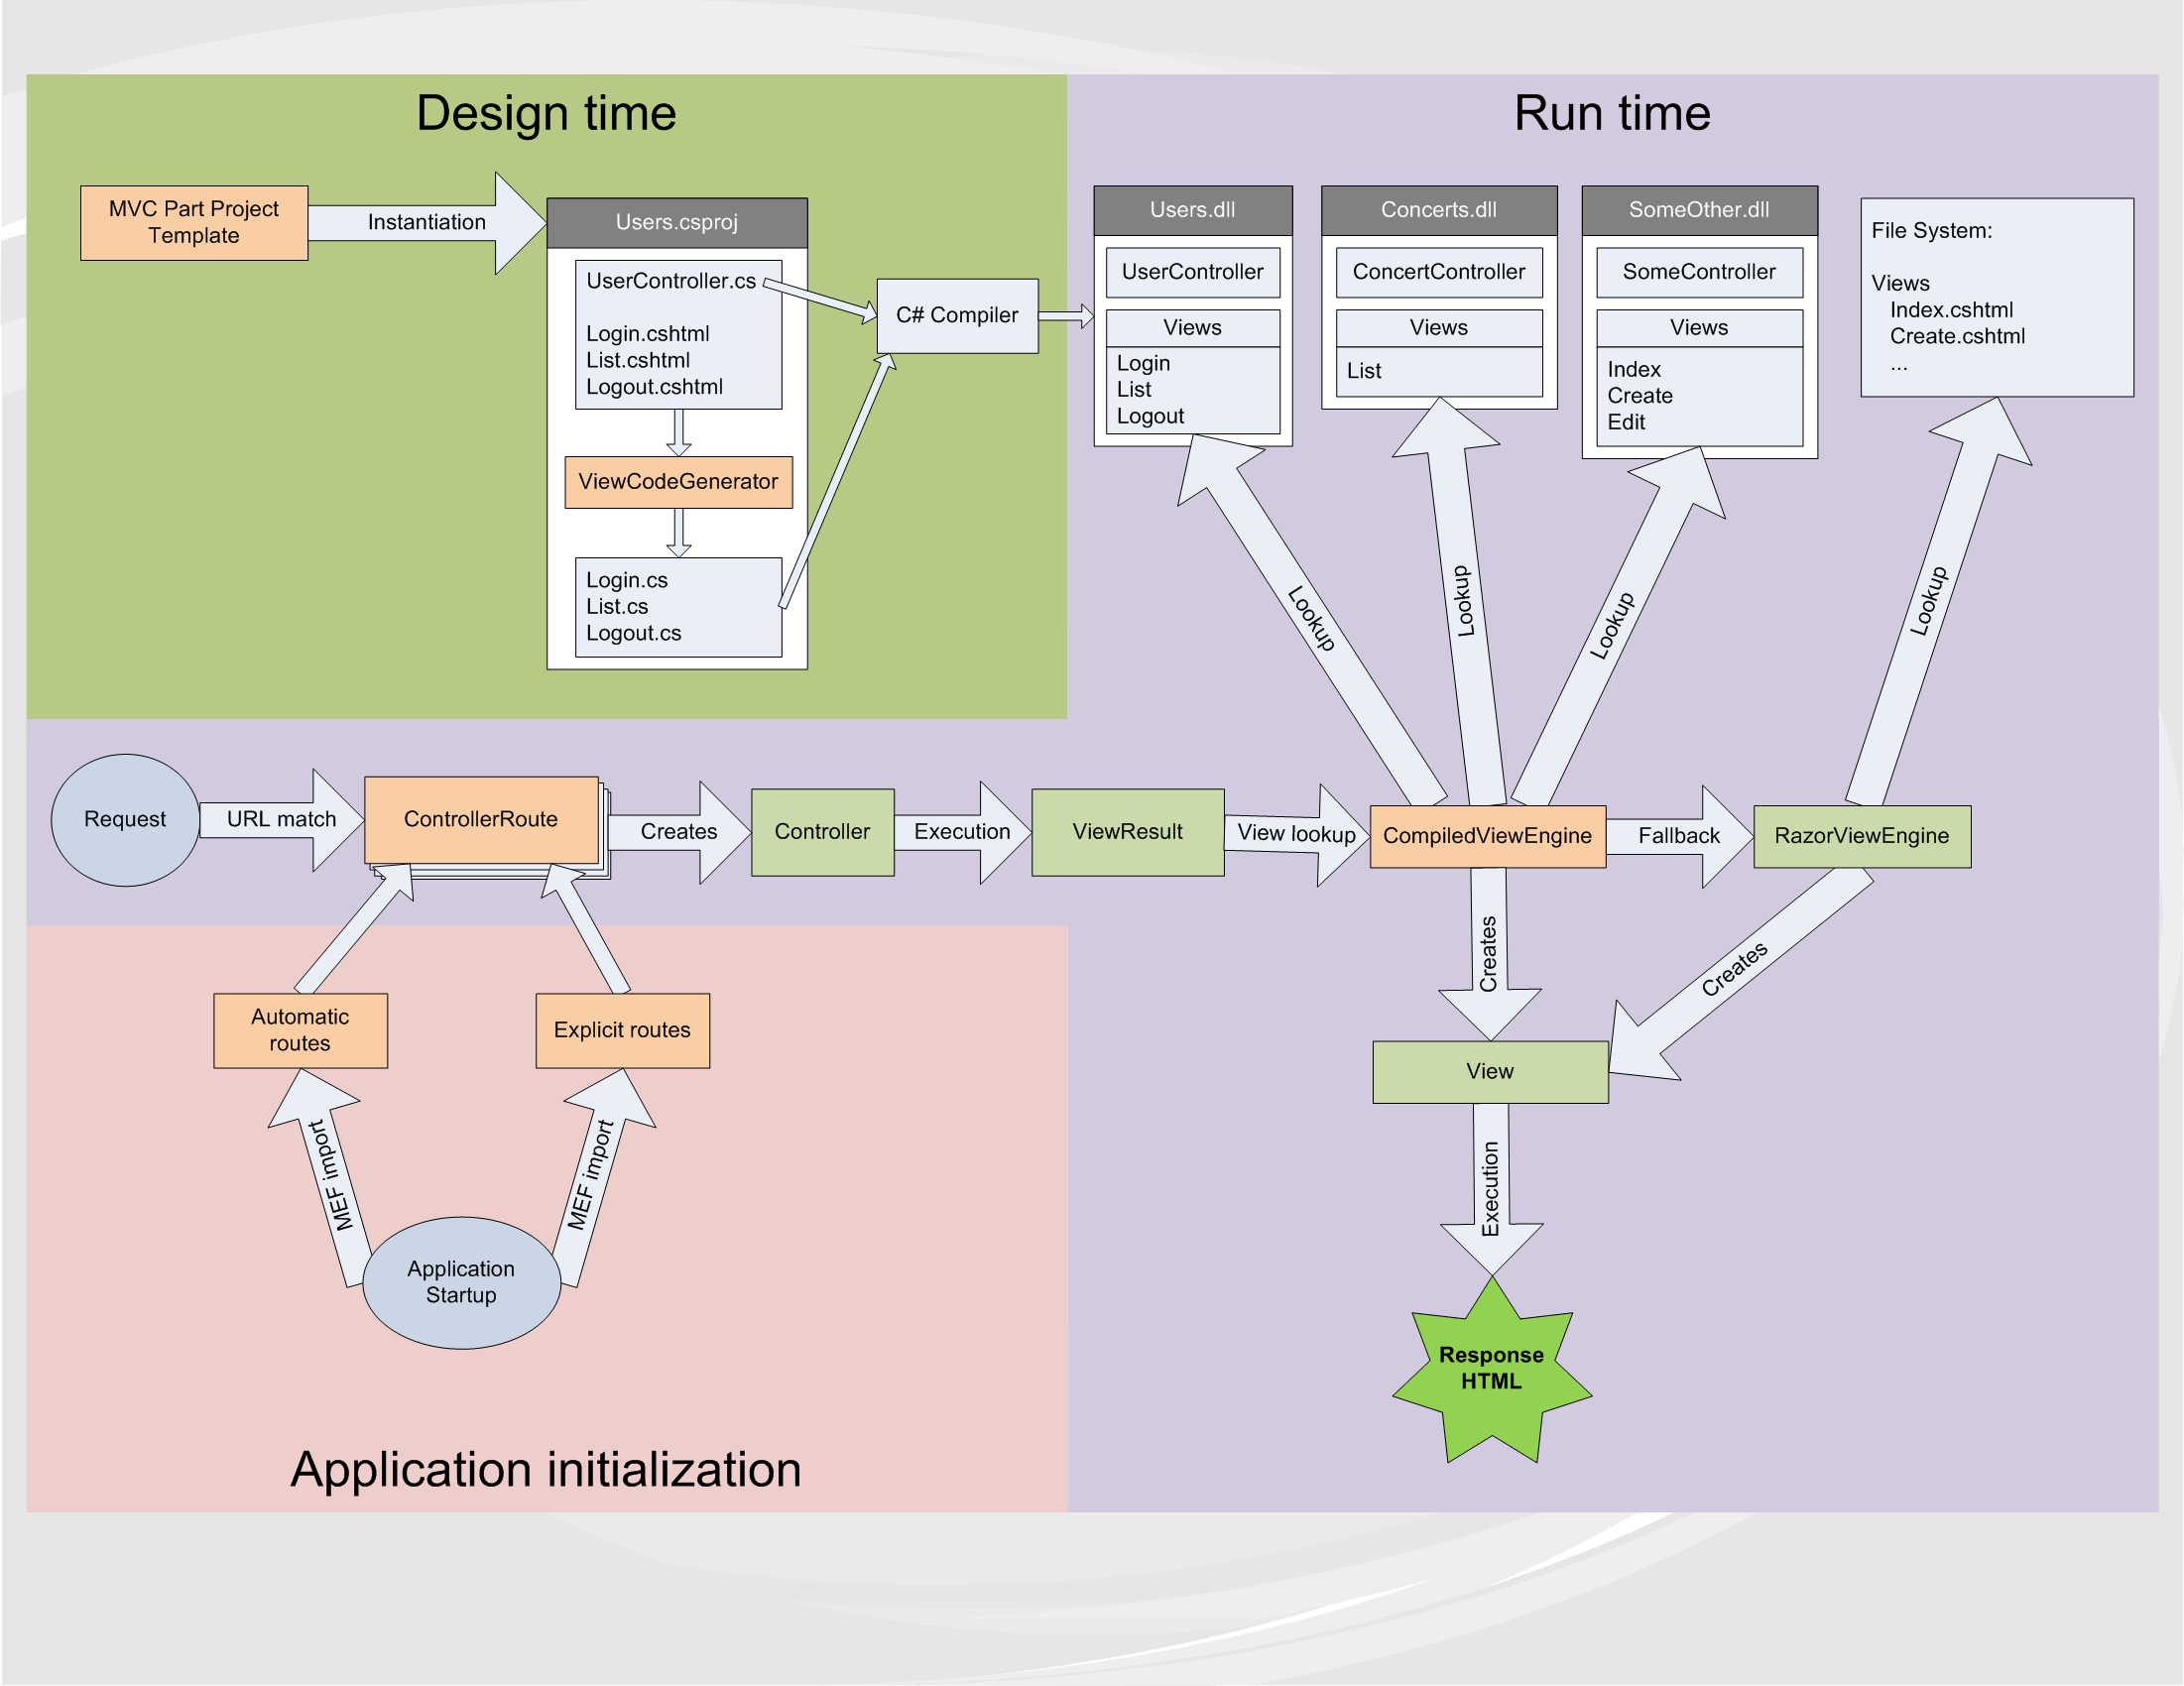 Design time
MVC Part Project
Template
Instantiation
Users.csproj
UserController.cs
Login.cshtml
List.cshtml
Logout.cshtml
ViewCodeGenerator
Login.cs
List.cs
Logout.cs
C# Compiler
Run time
Users.dll
UserController
Views
Login
List
Logout
Concerts.dll
ConcertController
Views
List
SomeOther.dll
SomeController
Views
Index
Create
Edit
File System:
Views
Index.cshtml
Create.cshtml
...
Lookup
Lookup
Lookup
Lookup
Request
URL match
ControllerRoute
Creates
Controller
Execution
ViewResult
View lookup
CompiledViewEngine
Fallback
RazorViewEngine
Creates
Creates
View
Execution
Response
HTML
Automatic
routes
Explicit routes
MEF import
MEF import
Application
Startup
Application initialization